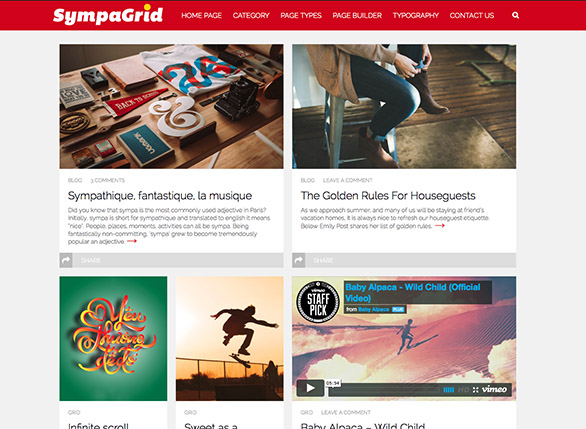 SympaGrid
HOME PAGE CATEGORY PAGE TYPES PAGE BUILDER TYPOGRAPHY CONTACT US
BACK TO SCHOOL
BLOG 3 COMMENTS
Sympathique, fantastique, la musique
Did you know that sympa is the most commonly used adjective in Paris?
Initially, sympa is short for sympathique and translated to english it means
"nice". People, places, moments, activities can all be sympa. Being
fantastically non-committing, 'sympa' grew to become tremendously
popular an adjective.
SHARE
BLOG LEAVE A COMMENT
The Golden Rules For Houseguests
As we approach summer, and many of us will be staying at friend's
vacation homes, it is always nice to refresh our houseguest etiquette.
Below Emily Post shares her list of golden rules.
SHARE
GRO
Infinite scroll
GRO
Sweet as a
vimeo
STAFF
PICK
Baby Alpaca - Wild Child (Official
Video)
from Baby Alpaca PLUS
05:54
HD
vimeo
GRO LEAVE A COMMENT
Baby Alpaca – Wild Child